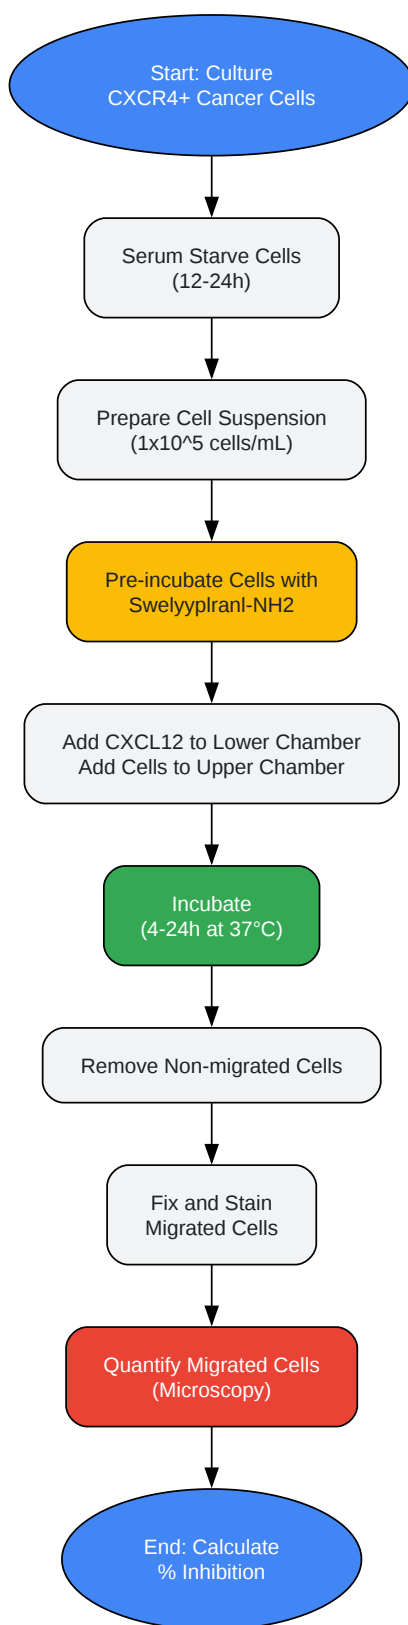 Start: Culture
CXCR4+ Cancer Cells
Serum Starve Cells
(12-24h)
Prepare Cell Suspension
(1x10^5 cells/mL)
Pre-incubate Cells with
Swelyyplranl-NH2
Add CXCL12 to Lower Chamber
Add Cells to Upper Chamber
Incubate
(4-24h at 37°C)
Remove Non-migrated Cells
Fix and Stain
Migrated Cells
Quantify Migrated Cells
(Microscopy)
End: Calculate
% Inhibition